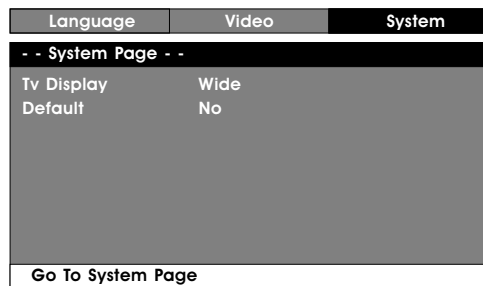 Language Video System
- - System Page - -
Tv Display Wide
Default No
Go To System Page